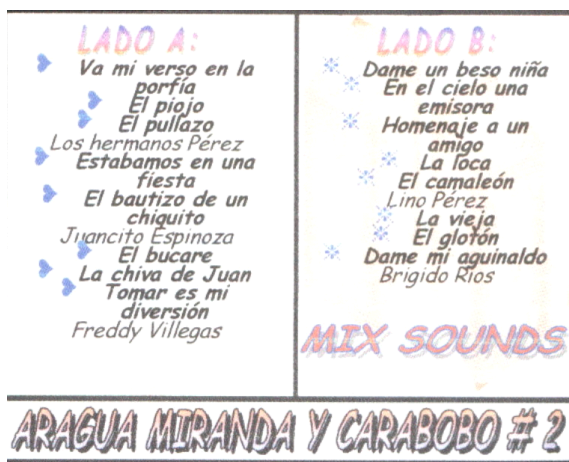 LADO A:
Va mi verso en la
porfía
El piojo
El pullazo
Los hermanos Pérez
Estabamos en una
fiesta
El bautizo de un
chiquito
Juancito Espinoza
El bucare
La chiva de Juan
Tomar es mi
diversión
Freddy Villegas
LADO B:
Dame un beso niña
En el cielo una
emisora
Homenaje a un
amigo
La loca
El camaleón
Lino Pérez
La vieja
El glotón
Dame mi aguinaldo
Brigido Rios
MIX SOUNDS
ARAGUA MIRANDA Y CARABOBO # 2